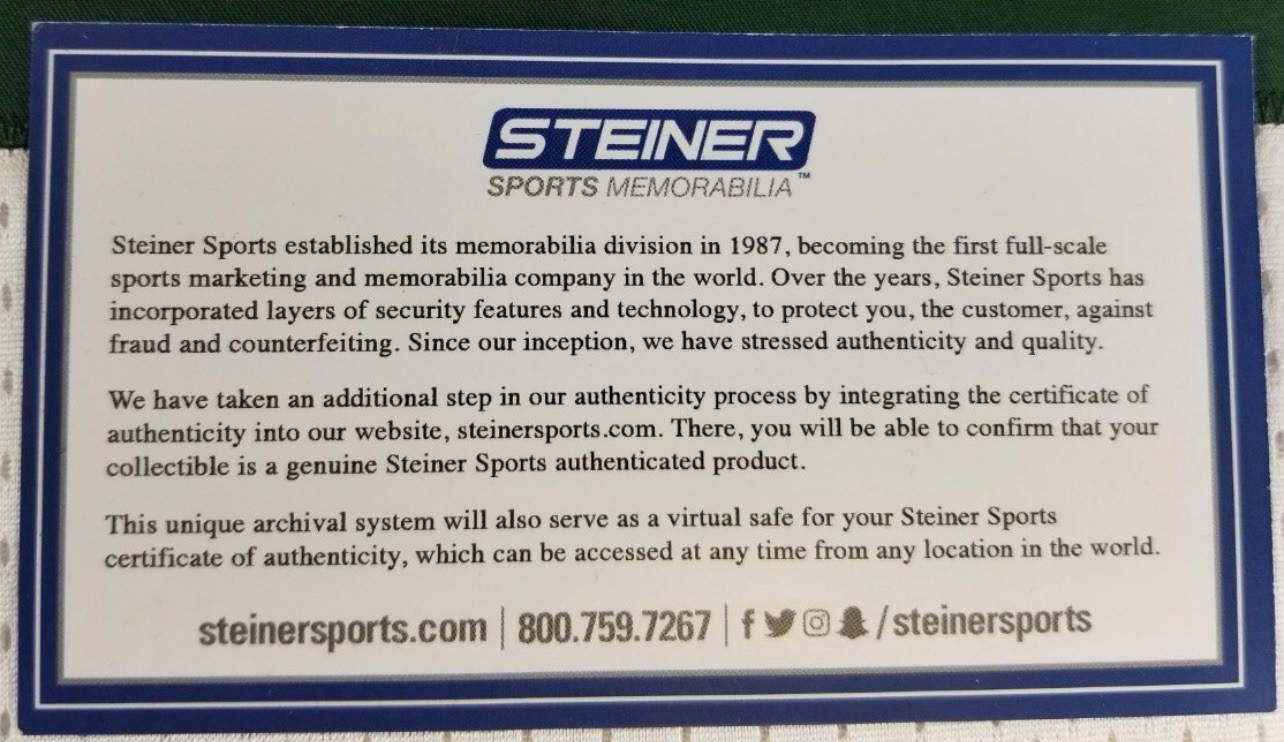 STEINER
SPORTS MEMORABILIA™
Steiner Sports established its memorabilia division in 1987, becoming the first full-scale
sports marketing and memorabilia company in the world. Over the years, Steiner Sports has
incorporated layers of security features and technology, to protect you, the customer, against
fraud and counterfeiting. Since our inception, we have stressed authenticity and quality.
We have taken an additional step in our authenticity process by integrating the certificate of
authenticity into our website, steinersports.com. There, you will be able to confirm that your
collectible is a genuine Steiner Sports authenticated product.
This unique archival system will also serve as a virtual safe for your Steiner Sports
certificate of authenticity, which can be accessed at any time from any location in the world.
steinersports.com | 800.759.7267 | f /steinersports